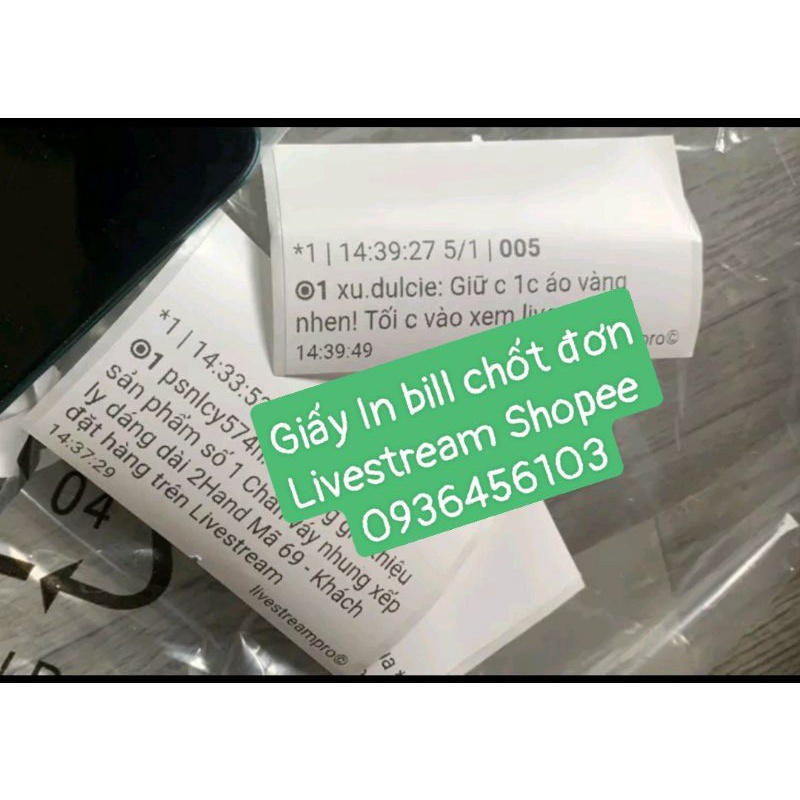 *1 | 14:39:27 5/1 | 005
1 xu.dulcie: Giữ c 1c áo vàng
nhen! Tối c vào xem
14:39:49
*1 | 14:33:53
1 psnlcy574
sản phẩm số 1 chân váy nhung xếp
ly dáng dài 2Hand Mã 69 - Khách
đặt hàng trên Livestream
14:37:29
livestreampro©
Giấy In bill chốt đơn
Livestream Shopee
0936456103
04